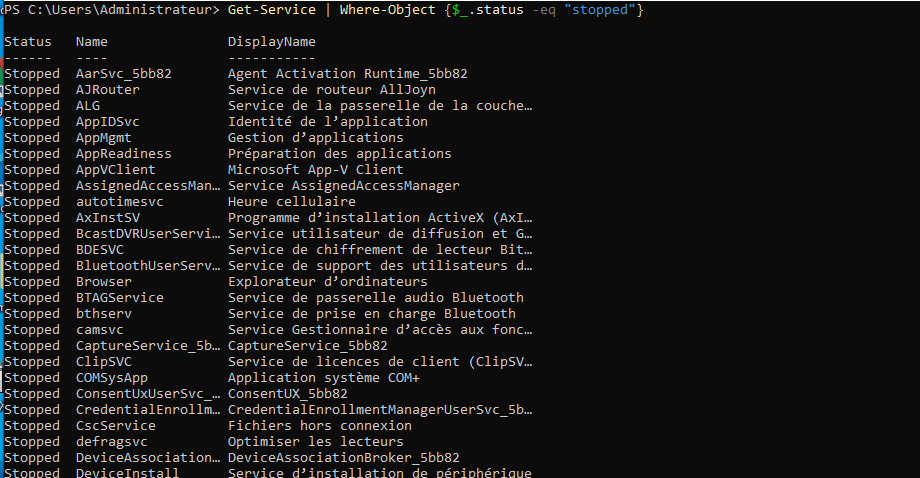 PS C:\Users\Administrateur> Get-Service | Where-Object {$_.status -eq "stopped"}
Status   Name               DisplayName
------   ----               -----------
Stopped  AarSvc_5bb82       Agent Activation Runtime_5bb82
Stopped  AJRouter           Service de routeur AllJoyn
Stopped  ALG                Service de la passerelle de la couche…
Stopped  AppIDSvc           Identité de l’application
Stopped  AppMgmt            Gestion d’applications
Stopped  AppReadiness       Préparation des applications
Stopped  AppVClient         Microsoft App-V Client
Stopped  AssignedAccessMan… Service AssignedAccessManager
Stopped  autotimesvc        Heure cellulaire
Stopped  AxInstSV           Programme d’installation ActiveX (AxI…
Stopped  BcastDVRUserServi… Service utilisateur de diffusion et G…
Stopped  BDESVC             Service de chiffrement de lecteur Bit…
Stopped  BluetoothUserServ… Service de support des utilisateurs d…
Stopped  Browser            Explorateur d’ordinateurs
Stopped  BTAGService        Service de passerelle audio Bluetooth
Stopped  bthserv            Service de prise en charge Bluetooth
Stopped  camsvc             Service Gestionnaire d’accès aux fonc…
Stopped  CaptureService_5b… CaptureService_5bb82
Stopped  ClipSVC            Service de licences de client (ClipSV…
Stopped  COMSysApp          Application système COM+
Stopped  ConsentUxUserSvc_… ConsentUX_5bb82
Stopped  CredentialEnrollm… CredentialEnrollmentManagerUserSvc_5b…
Stopped  CscService         Fichiers hors connexion
Stopped  defragsvc          Optimiser les lecteurs
Stopped  DeviceAssociation… DeviceAssociationBroker_5bb82
Stopped  DeviceInstall      Service d’installation de périphérique